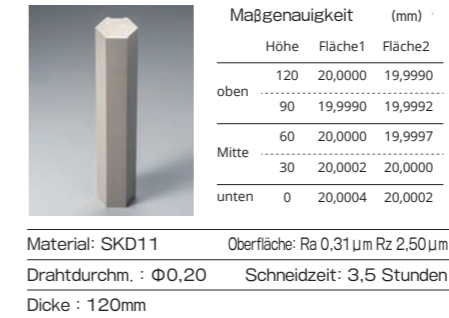 Maßgenauigkeit (mm)
Höhe Fläche1 Fläche2
oben 120 20,0000 19,9990
90 19,9990 19,9992
Mitte 60 20,0000 19,9997
30 20,0002 20,0000
unten 0 20,0004 20,0002
Material: SKD11 Oberfläche: Ra 0,31 μm Rz 2,50 μm
Drahtdurchm. : Φ0,20 Schneidzeit: 3,5 Stunden
Dicke : 120mm